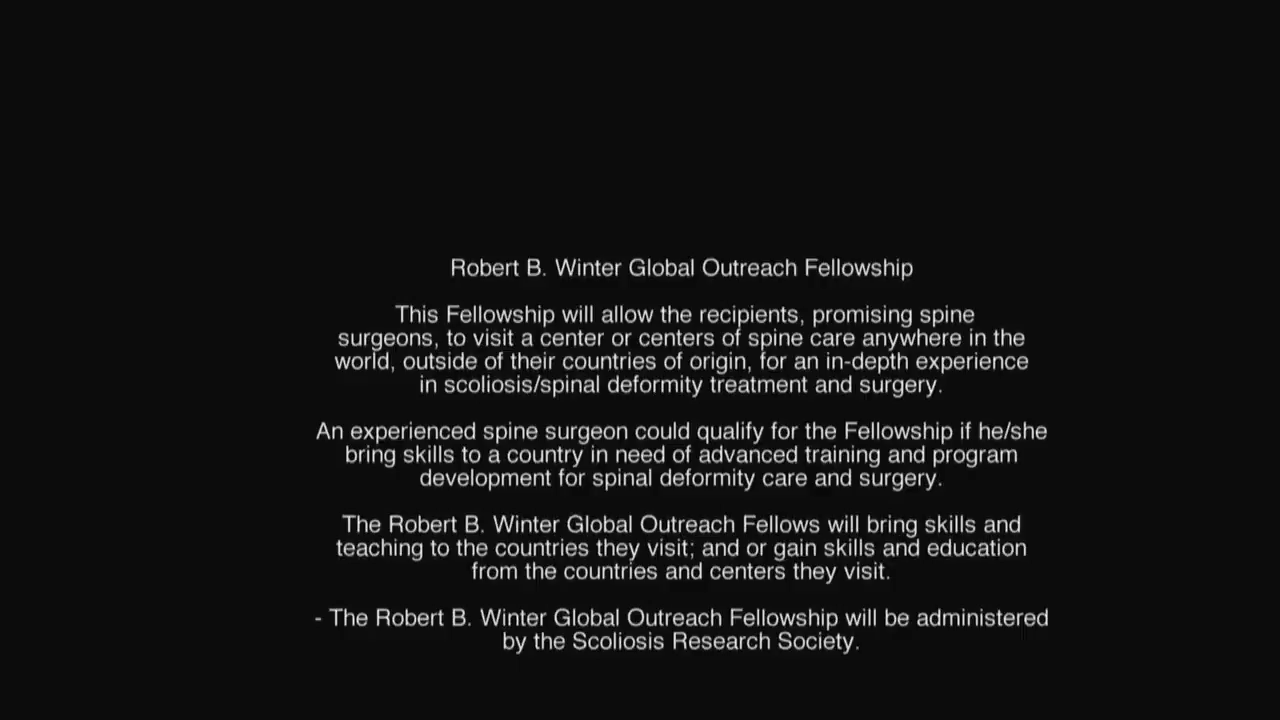 Robert B. Winter Global Outreach Fellowship
This Fellowship will allow the recipients, promising spine
surgeons, to visit a center or centers of spine care anywhere in the
world, outside of their countries of origin, for an in-depth experience
in scoliosis/spinal deformity treatment and surgery.
An experienced spine surgeon could qualify for the Fellowship if he/she
bring skills to a country in need of advanced training and program
development for spinal deformity care and surgery.
The Robert B. Winter Global Outreach Fellows will bring skills and
teaching to the countries they visit; and or gain skills and education
from the countries and centers they visit.
- The Robert B. Winter Global Outreach Fellowship will be administered
by the Scoliosis Research Society.